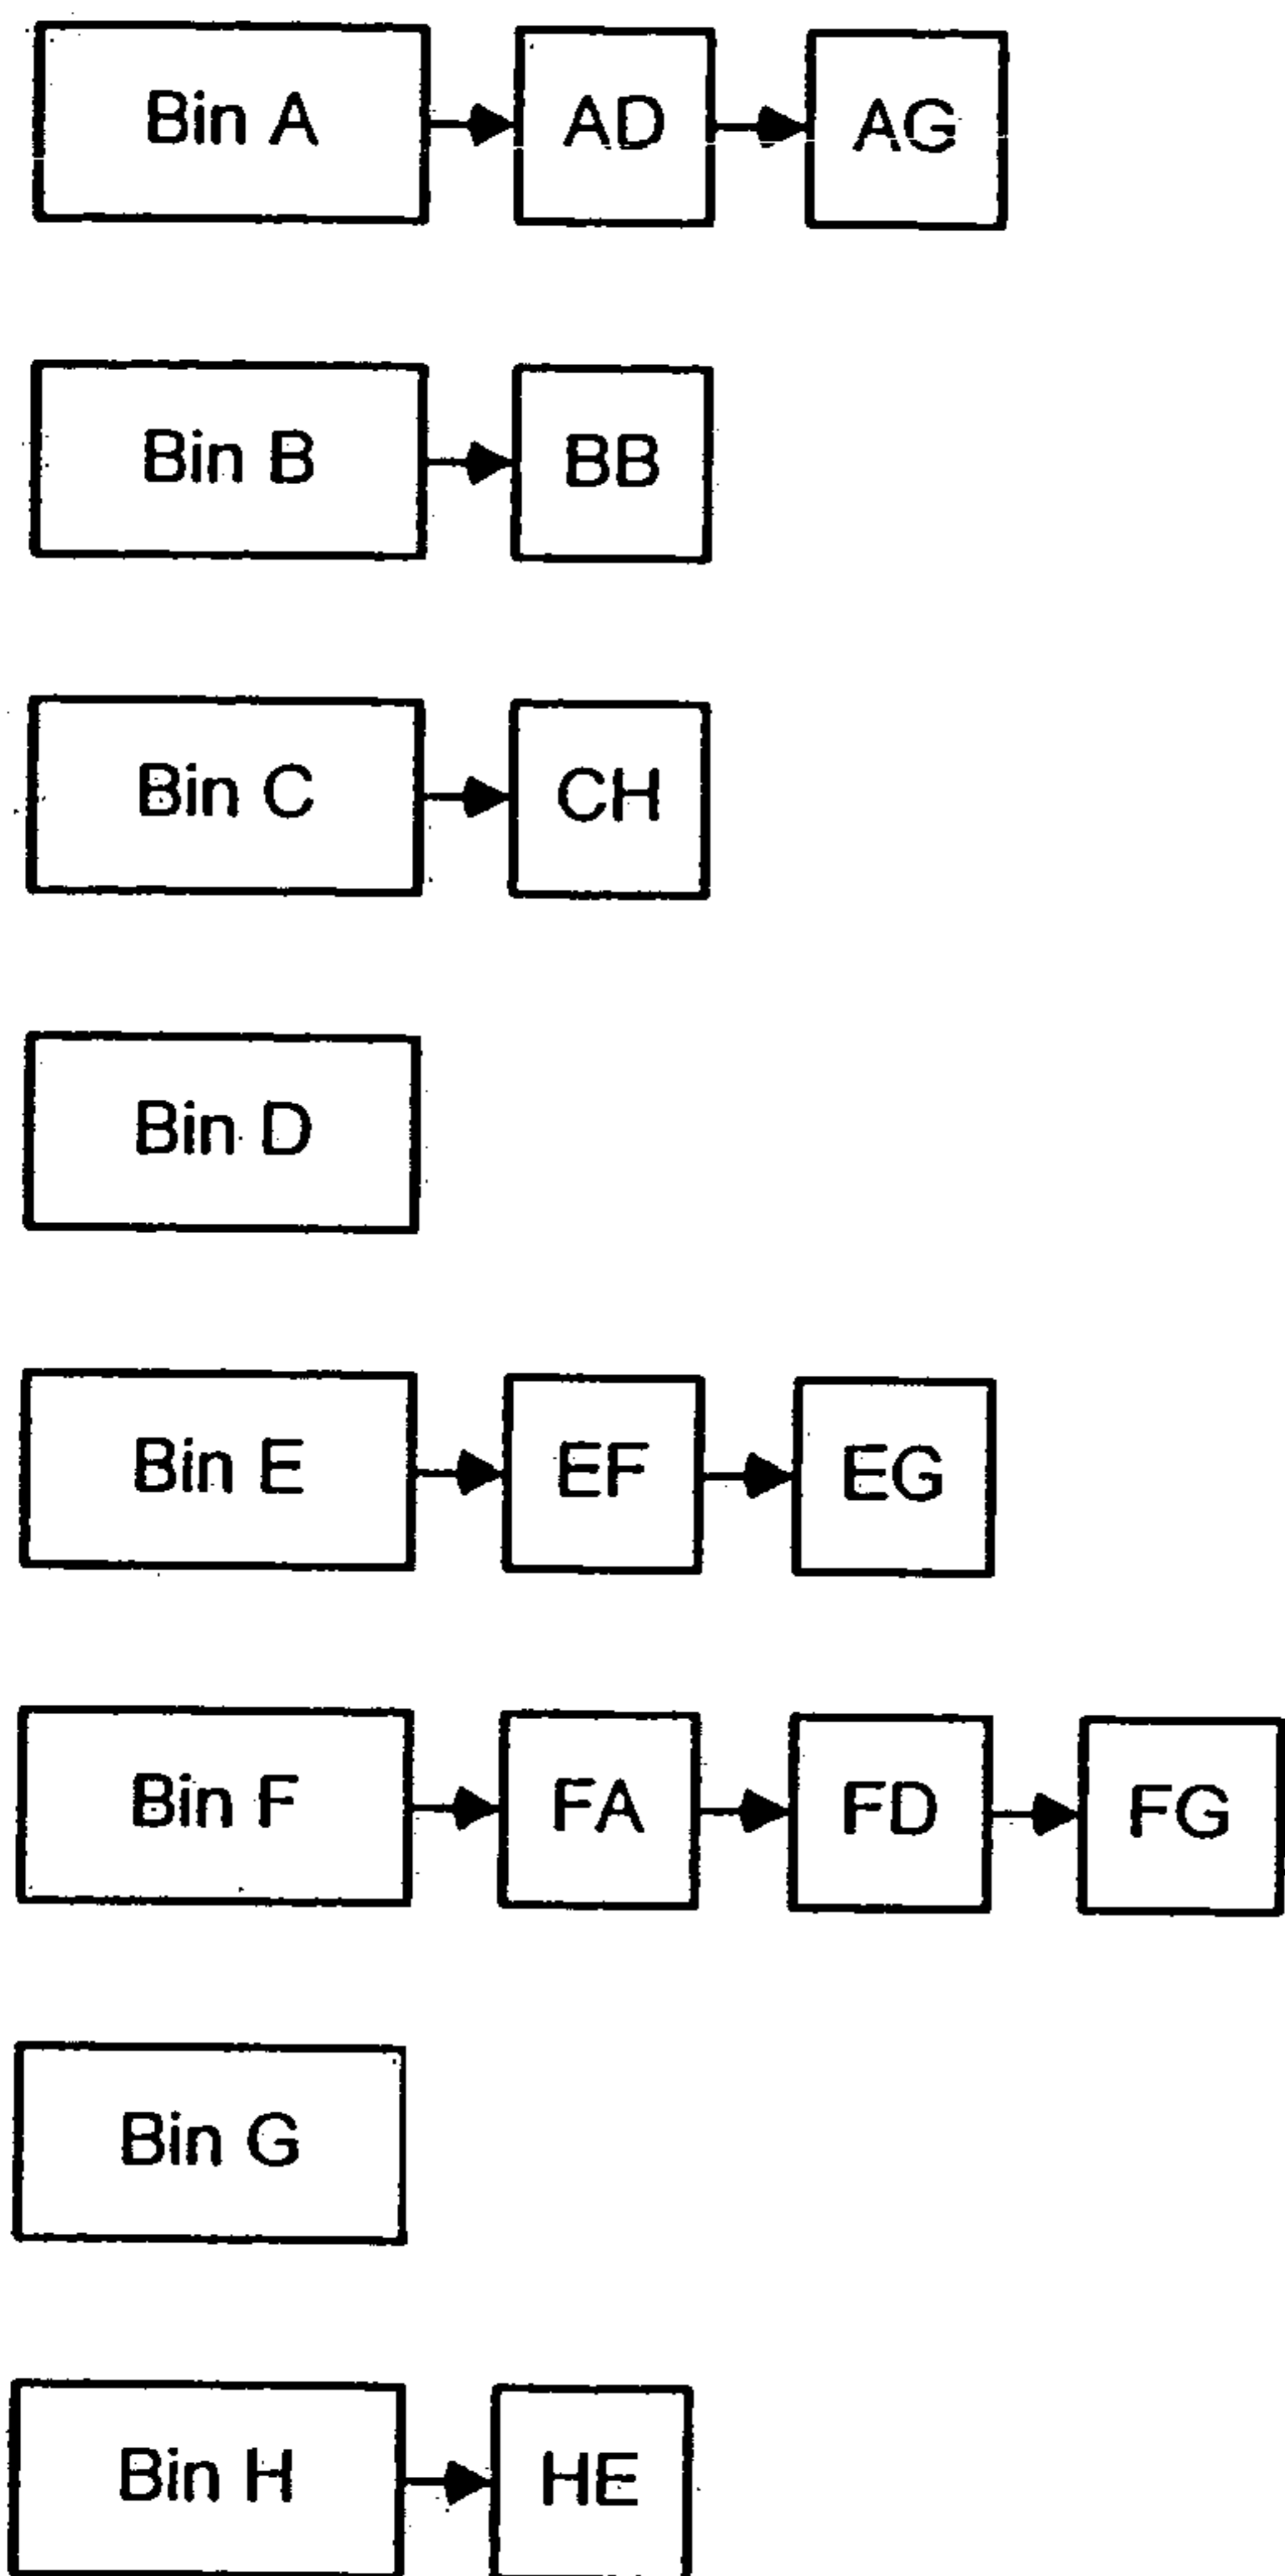 Bin A AD AG
Bin B BB
Bin C CH
Bin D
Bin E EF EG
Bin F FA FD FG
Bin G
Bin H HE